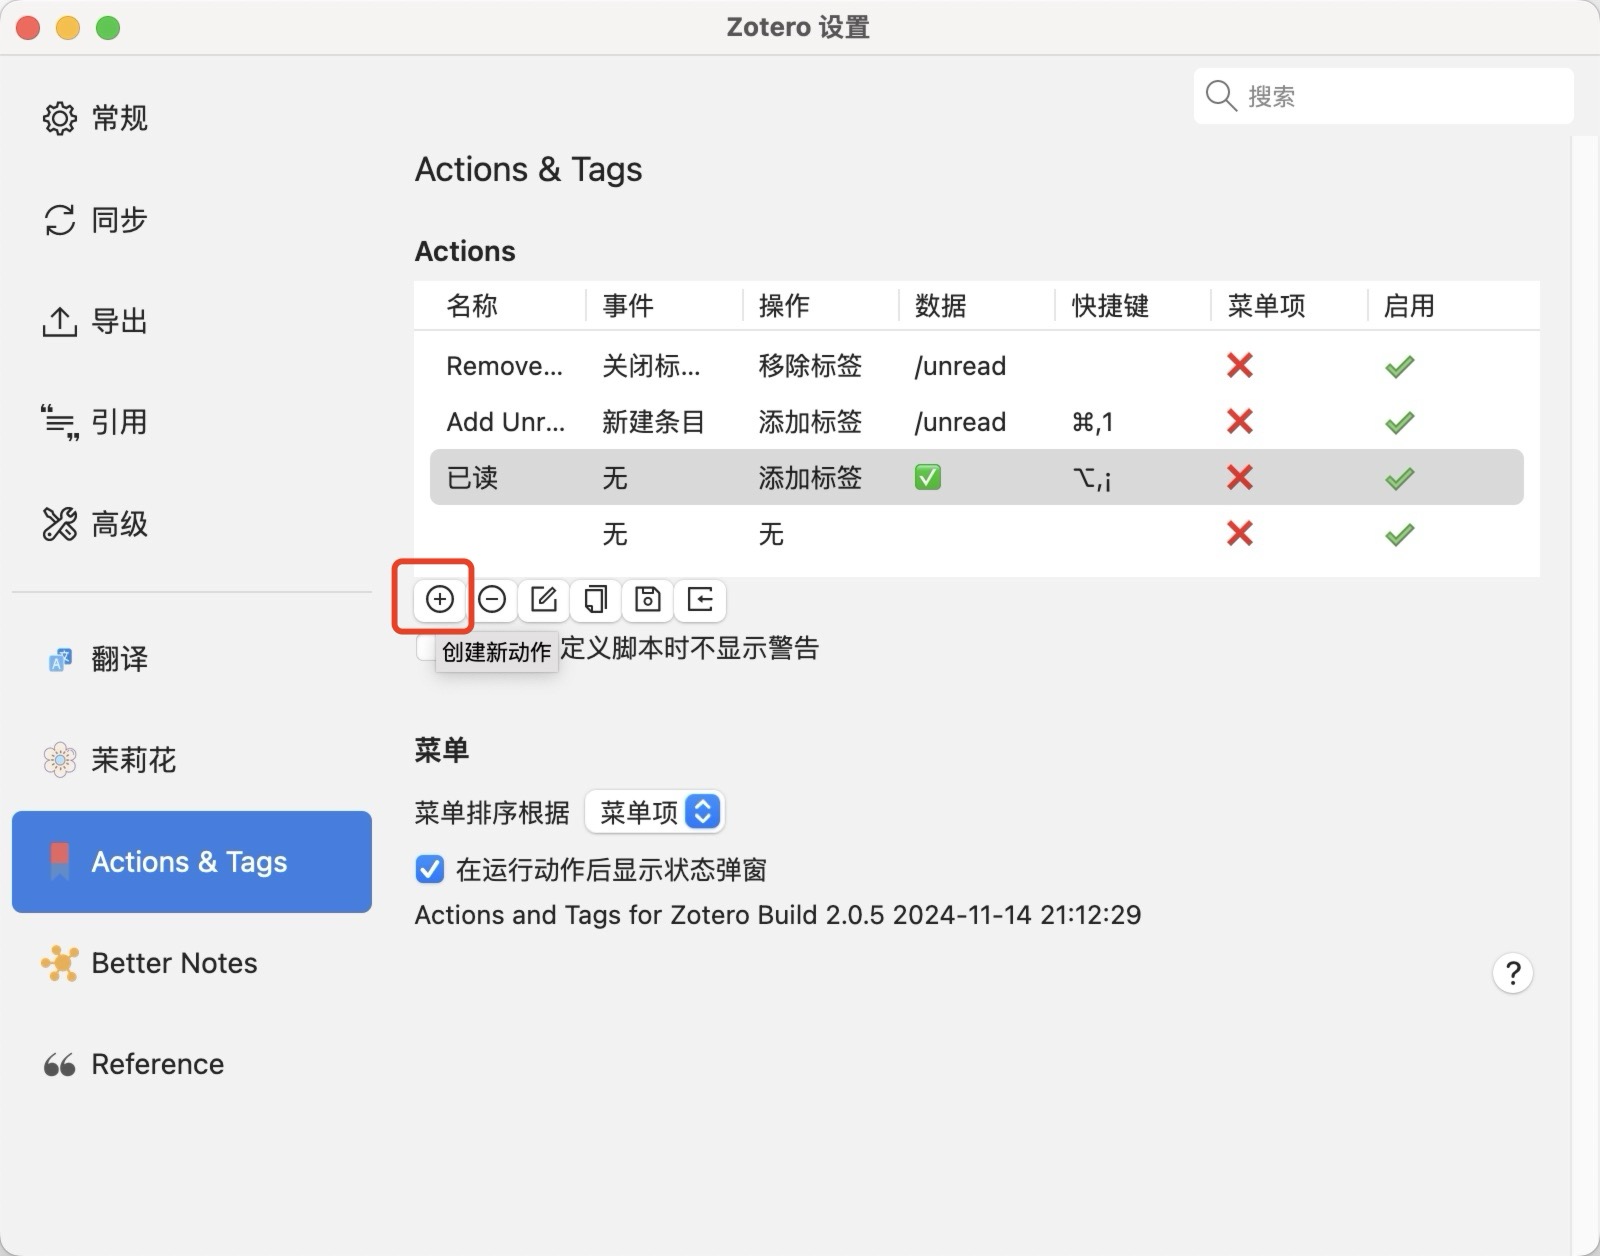 Zotero 设置
搜索
常规
同步
导出
引用
高级
翻译
茉莉花
Actions & Tags
Better Notes
Reference
Actions & Tags
Actions
名称 事件 操作 数据 快捷键 菜单项 启用
Remove... 关闭标... 移除标签 /unread
Add Unr... 新建条目 添加标签 /unread ⌘,1
已读 无 添加标签 ✅ ⌥,¡
无 无
创建新动作
定义脚本时不显示警告
菜单
菜单排序根据 菜单项
在运行动作后显示状态弹窗
Actions and Tags for Zotero Build 2.0.5 2024-11-14 21:12:29
?